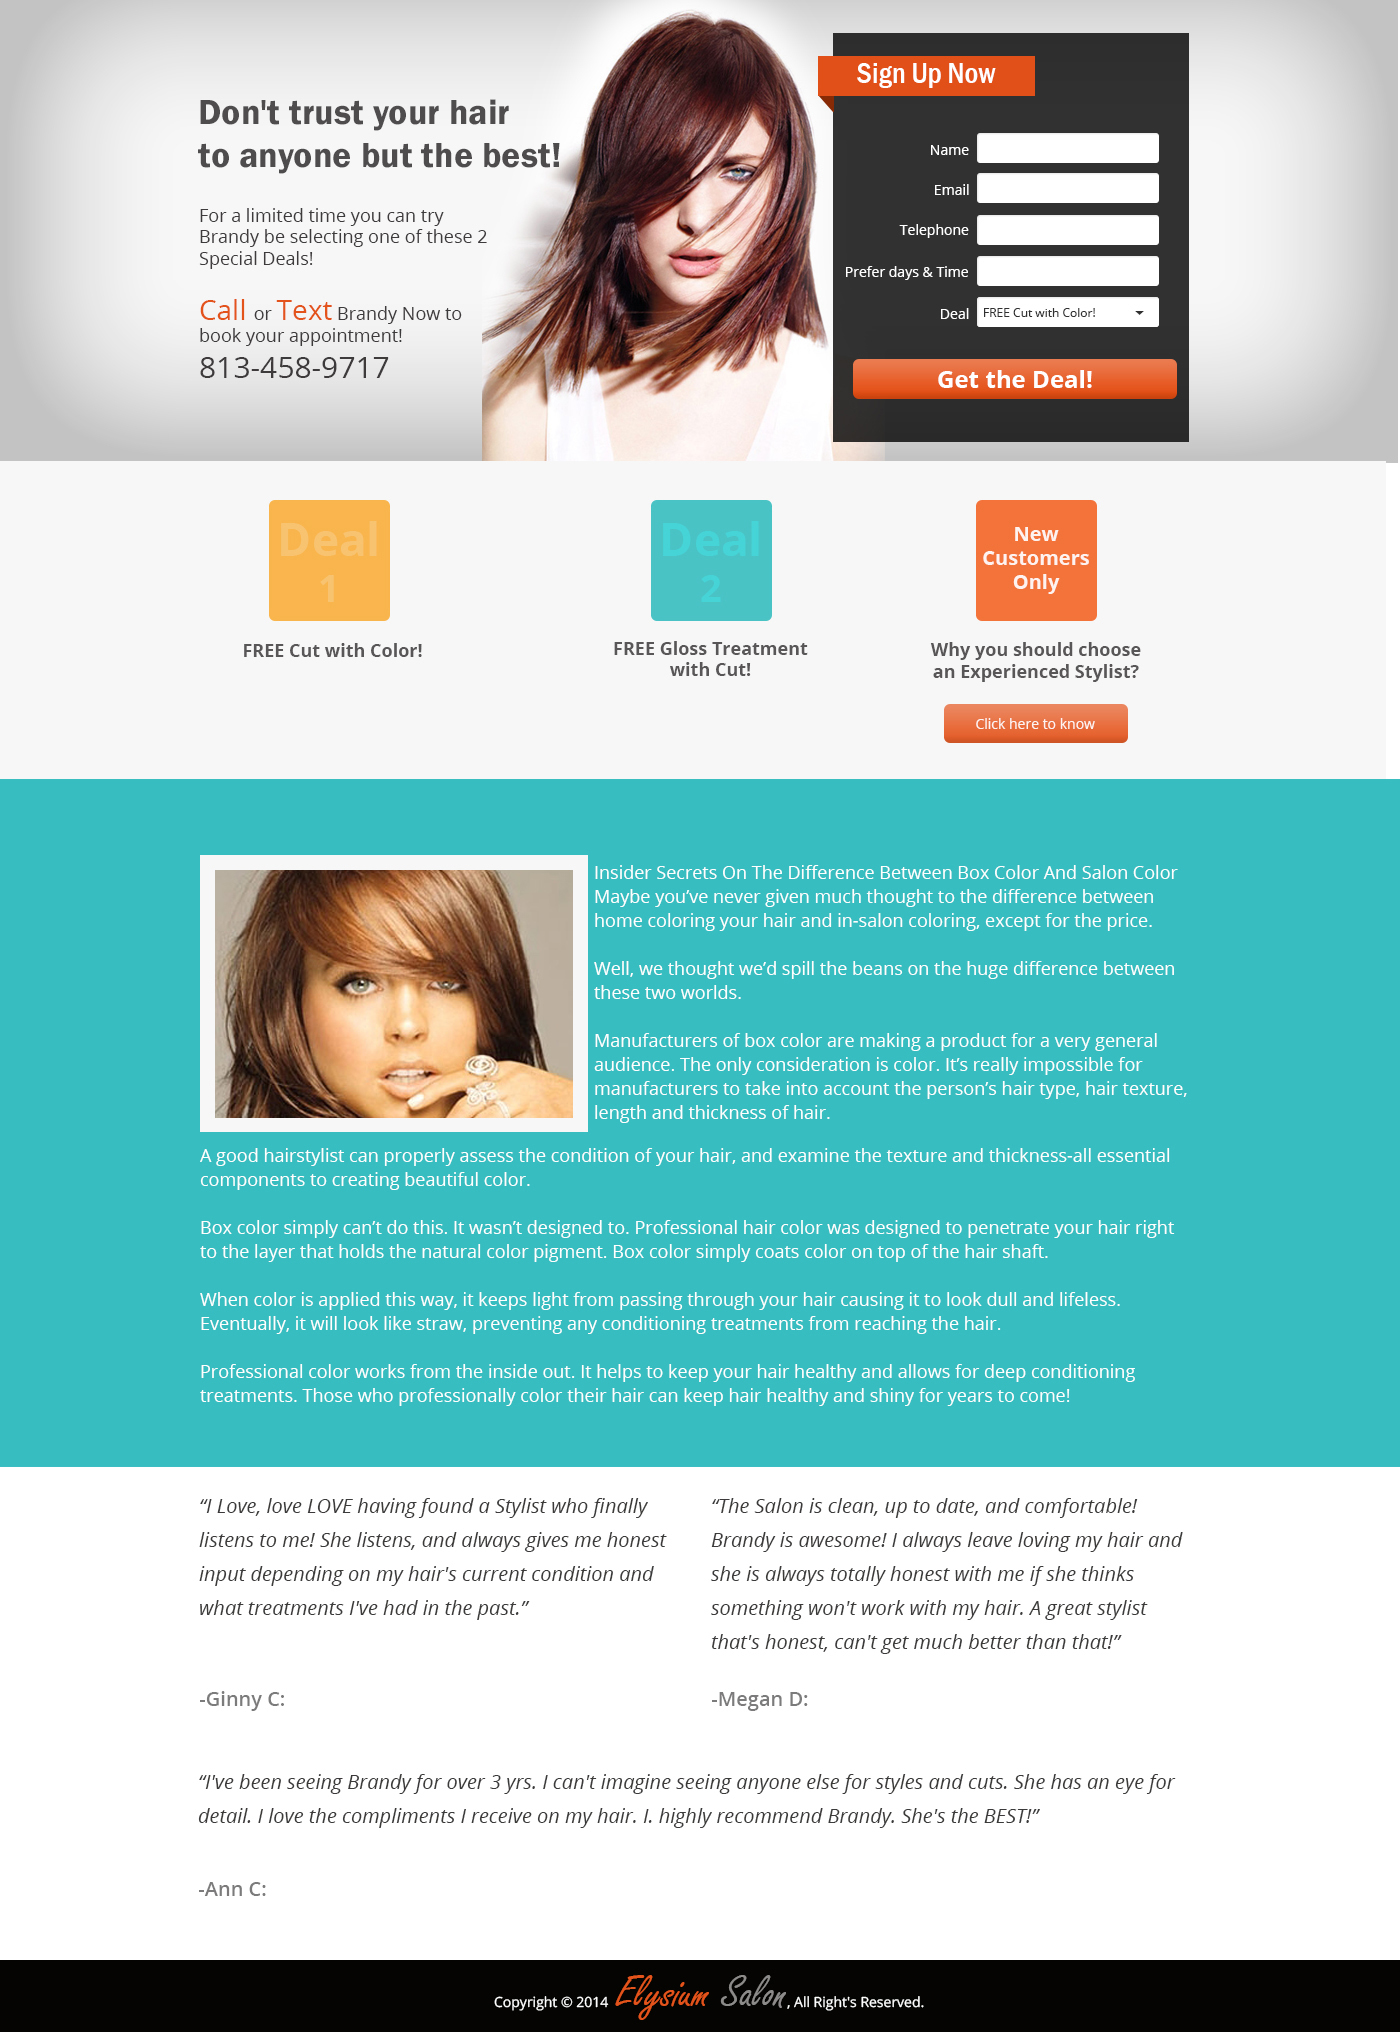 Don't trust your hair
to anyone but the best!
For a limited time you can try
Brandy be selecting one of these 2
Special Deals!
Call or Text Brandy Now to
book your appointment!
813-458-9717
Sign Up Now
Name
Email
Telephone
Prefer days & Time
Deal FREE Cut with Color!
Get the Deal!
Deal
1
FREE Cut with Color!
Deal
2
FREE Gloss Treatment
with Cut!
New
Customers
Only
Why you should choose
an Experienced Stylist?
Click here to know
Insider Secrets On The Difference Between Box Color And Salon Color
Maybe you’ve never given much thought to the difference between
home coloring your hair and in-salon coloring, except for the price.
Well, we thought we’d spill the beans on the huge difference between
these two worlds.
Manufacturers of box color are making a product for a very general
audience. The only consideration is color. It’s really impossible for
manufacturers to take into account the person’s hair type, hair texture,
length and thickness of hair.
A good hairstylist can properly assess the condition of your hair, and examine the texture and thickness-all essential
components to creating beautiful color.
Box color simply can’t do this. It wasn’t designed to. Professional hair color was designed to penetrate your hair right
to the layer that holds the natural color pigment. Box color simply coats color on top of the hair shaft.
When color is applied this way, it keeps light from passing through your hair causing it to look dull and lifeless.
Eventually, it will look like straw, preventing any conditioning treatments from reaching the hair.
Professional color works from the inside out. It helps to keep your hair healthy and allows for deep conditioning
treatments. Those who professionally color their hair can keep hair healthy and shiny for years to come!
“I Love, love LOVE having found a Stylist who finally
listens to me! She listens, and always gives me honest
input depending on my hair's current condition and
what treatments I've had in the past.”
-Ginny C:
“The Salon is clean, up to date, and comfortable!
Brandy is awesome! I always leave loving my hair and
she is always totally honest with me if she thinks
something won't work with my hair. A great stylist
that's honest, can't get much better than that!”
-Megan D:
“I've been seeing Brandy for over 3 yrs. I can't imagine seeing anyone else for styles and cuts. She has an eye for
detail. I love the compliments I receive on my hair. I. highly recommend Brandy. She's the BEST!”
-Ann C:
Copyright © 2014 Elysium Salon, All Right's Reserved.